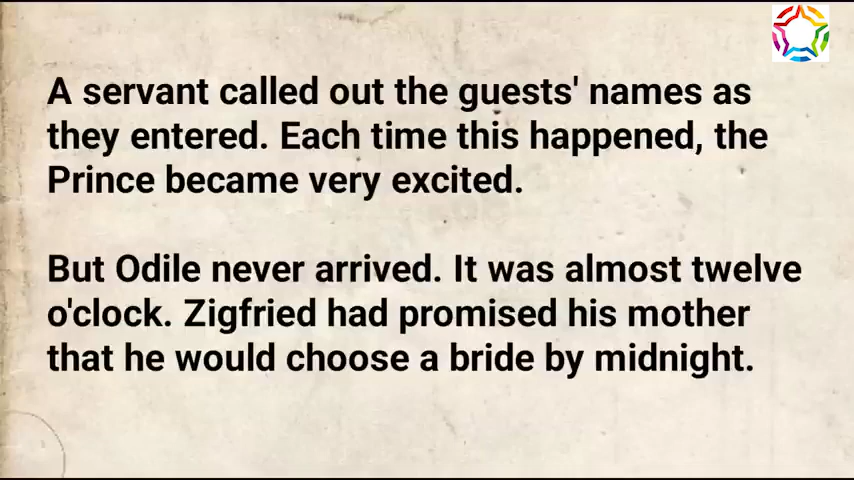 A servant called out the guests' names as
they entered. Each time this happened, the
Prince became very excited.
But Odile never arrived. It was almost twelve
o'clock. Zigfried had promised his mother
that he would choose a bride by midnight.